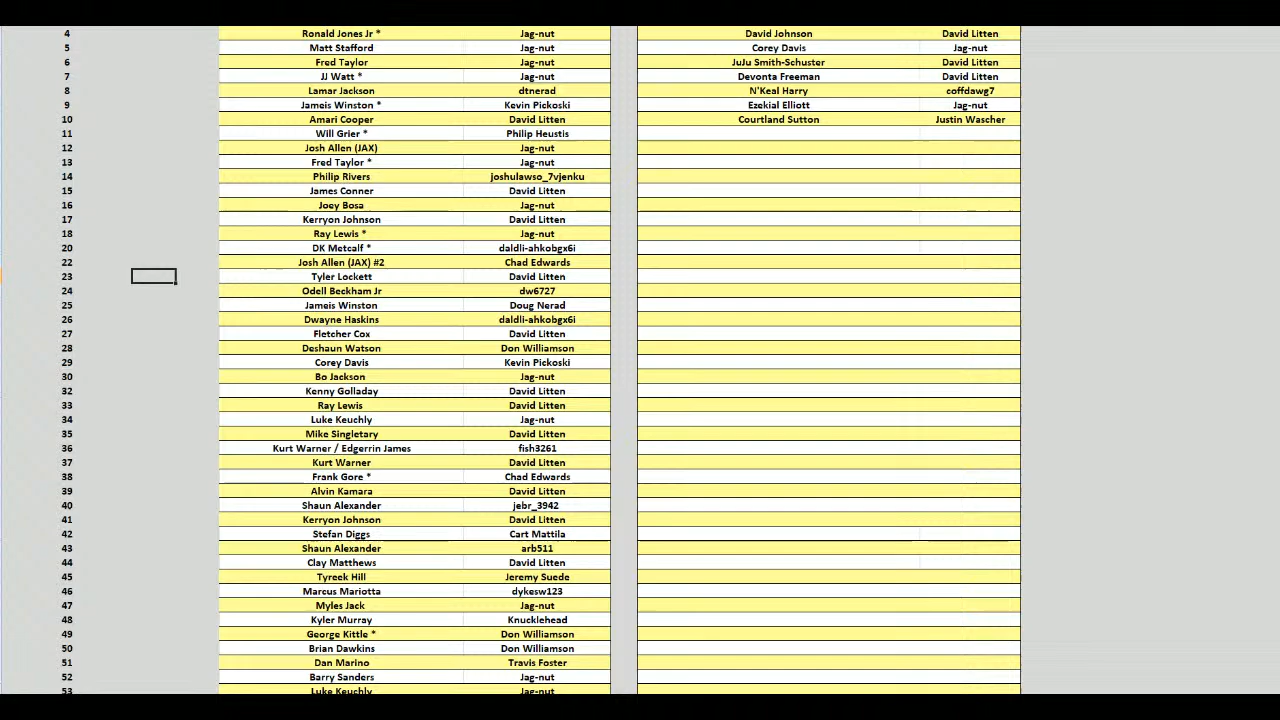 4 Ronald Jones Jr * Jag-nut David Johnson David Litten
5 Matt Stafford Jag-nut Corey Davis Jag-nut
6 Fred Taylor Jag-nut JuJu Smith-Schuster David Litten
7 JJ Watt * Jag-nut Devonta Freeman David Litten
8 Lamar Jackson dtnerad N'Keal Harry coffdawg7
9 Jameis Winston * Kevin Pickoski Ezekial Elliott Jag-nut
10 Amari Cooper David Litten Courtland Sutton Justin Wascher
11 Will Grier * Philip Heustis
12 Josh Allen (JAX) Jag-nut
13 Fred Taylor * Jag-nut
14 Philip Rivers joshulawso_7vjenku
15 James Conner David Litten
16 Joey Bosa Jag-nut
17 Kerryon Johnson David Litten
18 Ray Lewis * Jag-nut
20 DK Metcalf * daldli-ahkobgx6i
22 Josh Allen (JAX) #2 Chad Edwards
23 Tyler Lockett David Litten
24 Odell Beckham Jr dw6727
25 Jameis Winston Doug Nerad
26 Dwayne Haskins daldli-ahkobgx6i
27 Fletcher Cox David Litten
28 Deshaun Watson Don Williamson
29 Corey Davis Kevin Pickoski
30 Bo Jackson Jag-nut
32 Kenny Golladay David Litten
33 Ray Lewis David Litten
34 Luke Keuchly Jag-nut
35 Mike Singletary David Litten
36 Kurt Warner / Edgerrin James fish3261
37 Kurt Warner David Litten
38 Frank Gore * Chad Edwards
39 Alvin Kamara David Litten
40 Shaun Alexander jebr_3942
41 Kerryon Johnson David Litten
42 Stefan Diggs Cart Mattila
43 Shaun Alexander arb511
44 Clay Matthews David Litten
45 Tyreek Hill Jeremy Suede
46 Marcus Mariotta dykesw123
47 Myles Jack Jag-nut
48 Kyler Murray Knucklehead
49 George Kittle * Don Williamson
50 Brian Dawkins Don Williamson
51 Dan Marino Travis Foster
52 Barry Sanders Jag-nut
53 Luke Keuchly Jag-nut